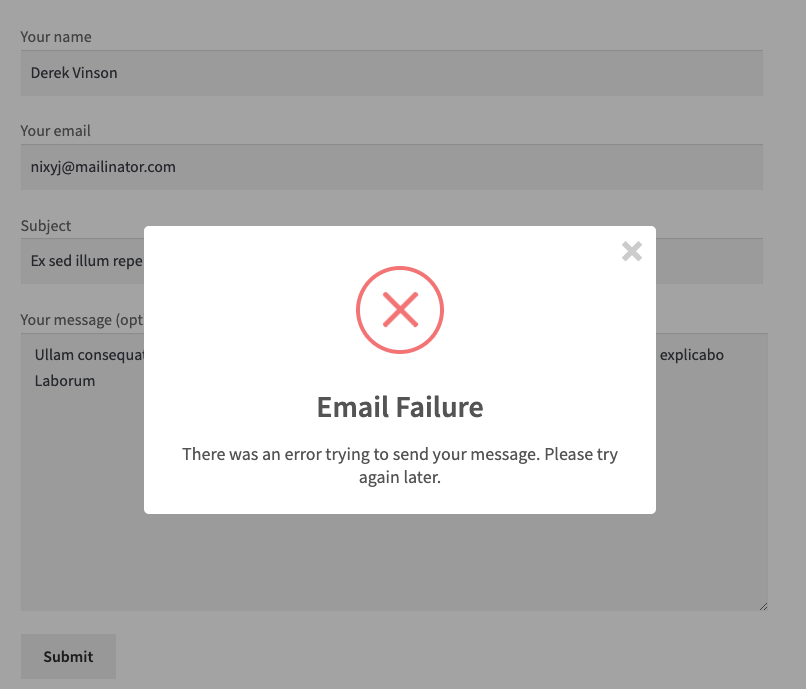 Your name
Derek Vinson
Your email
nixyj@mailinator.com
Subject
Ex sed illum repe
Your message (opt
Ullam consequat explicabo
Laborum
Email Failure
There was an error trying to send your message. Please try
again later.
Submit